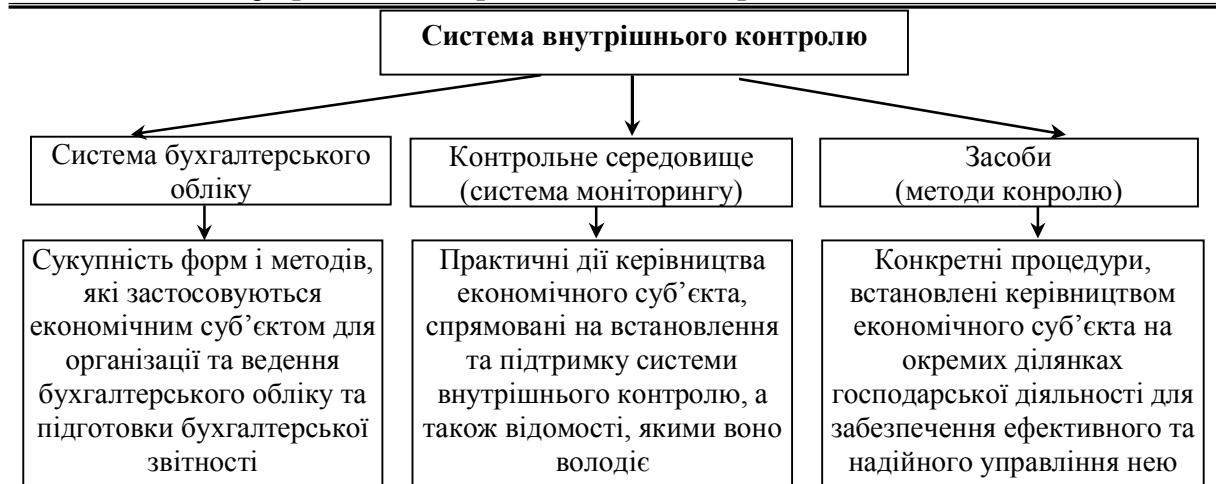 Система внутрішнього контролю
Система бухгалтерського
обліку
Контрольне середовище
(система моніторингу)
Засоби
(методи конролю)
Сукупність форм і методів,
які застосовуються
економічним суб’єктом для
організації та ведення
бухгалтерського обліку та
підготовки бухгалтерської
звітності
Практичні дії керівництва
економічного суб’єкта,
спрямовані на встановлення
та підтримку системи
внутрішнього контролю, а
також відомості, якими воно
володіє
Конкретні процедури,
встановлені керівництвом
економічного суб’єкта на
окремих ділянках
господарської діяльності для
забезпечення ефективного та
надійного управління нею